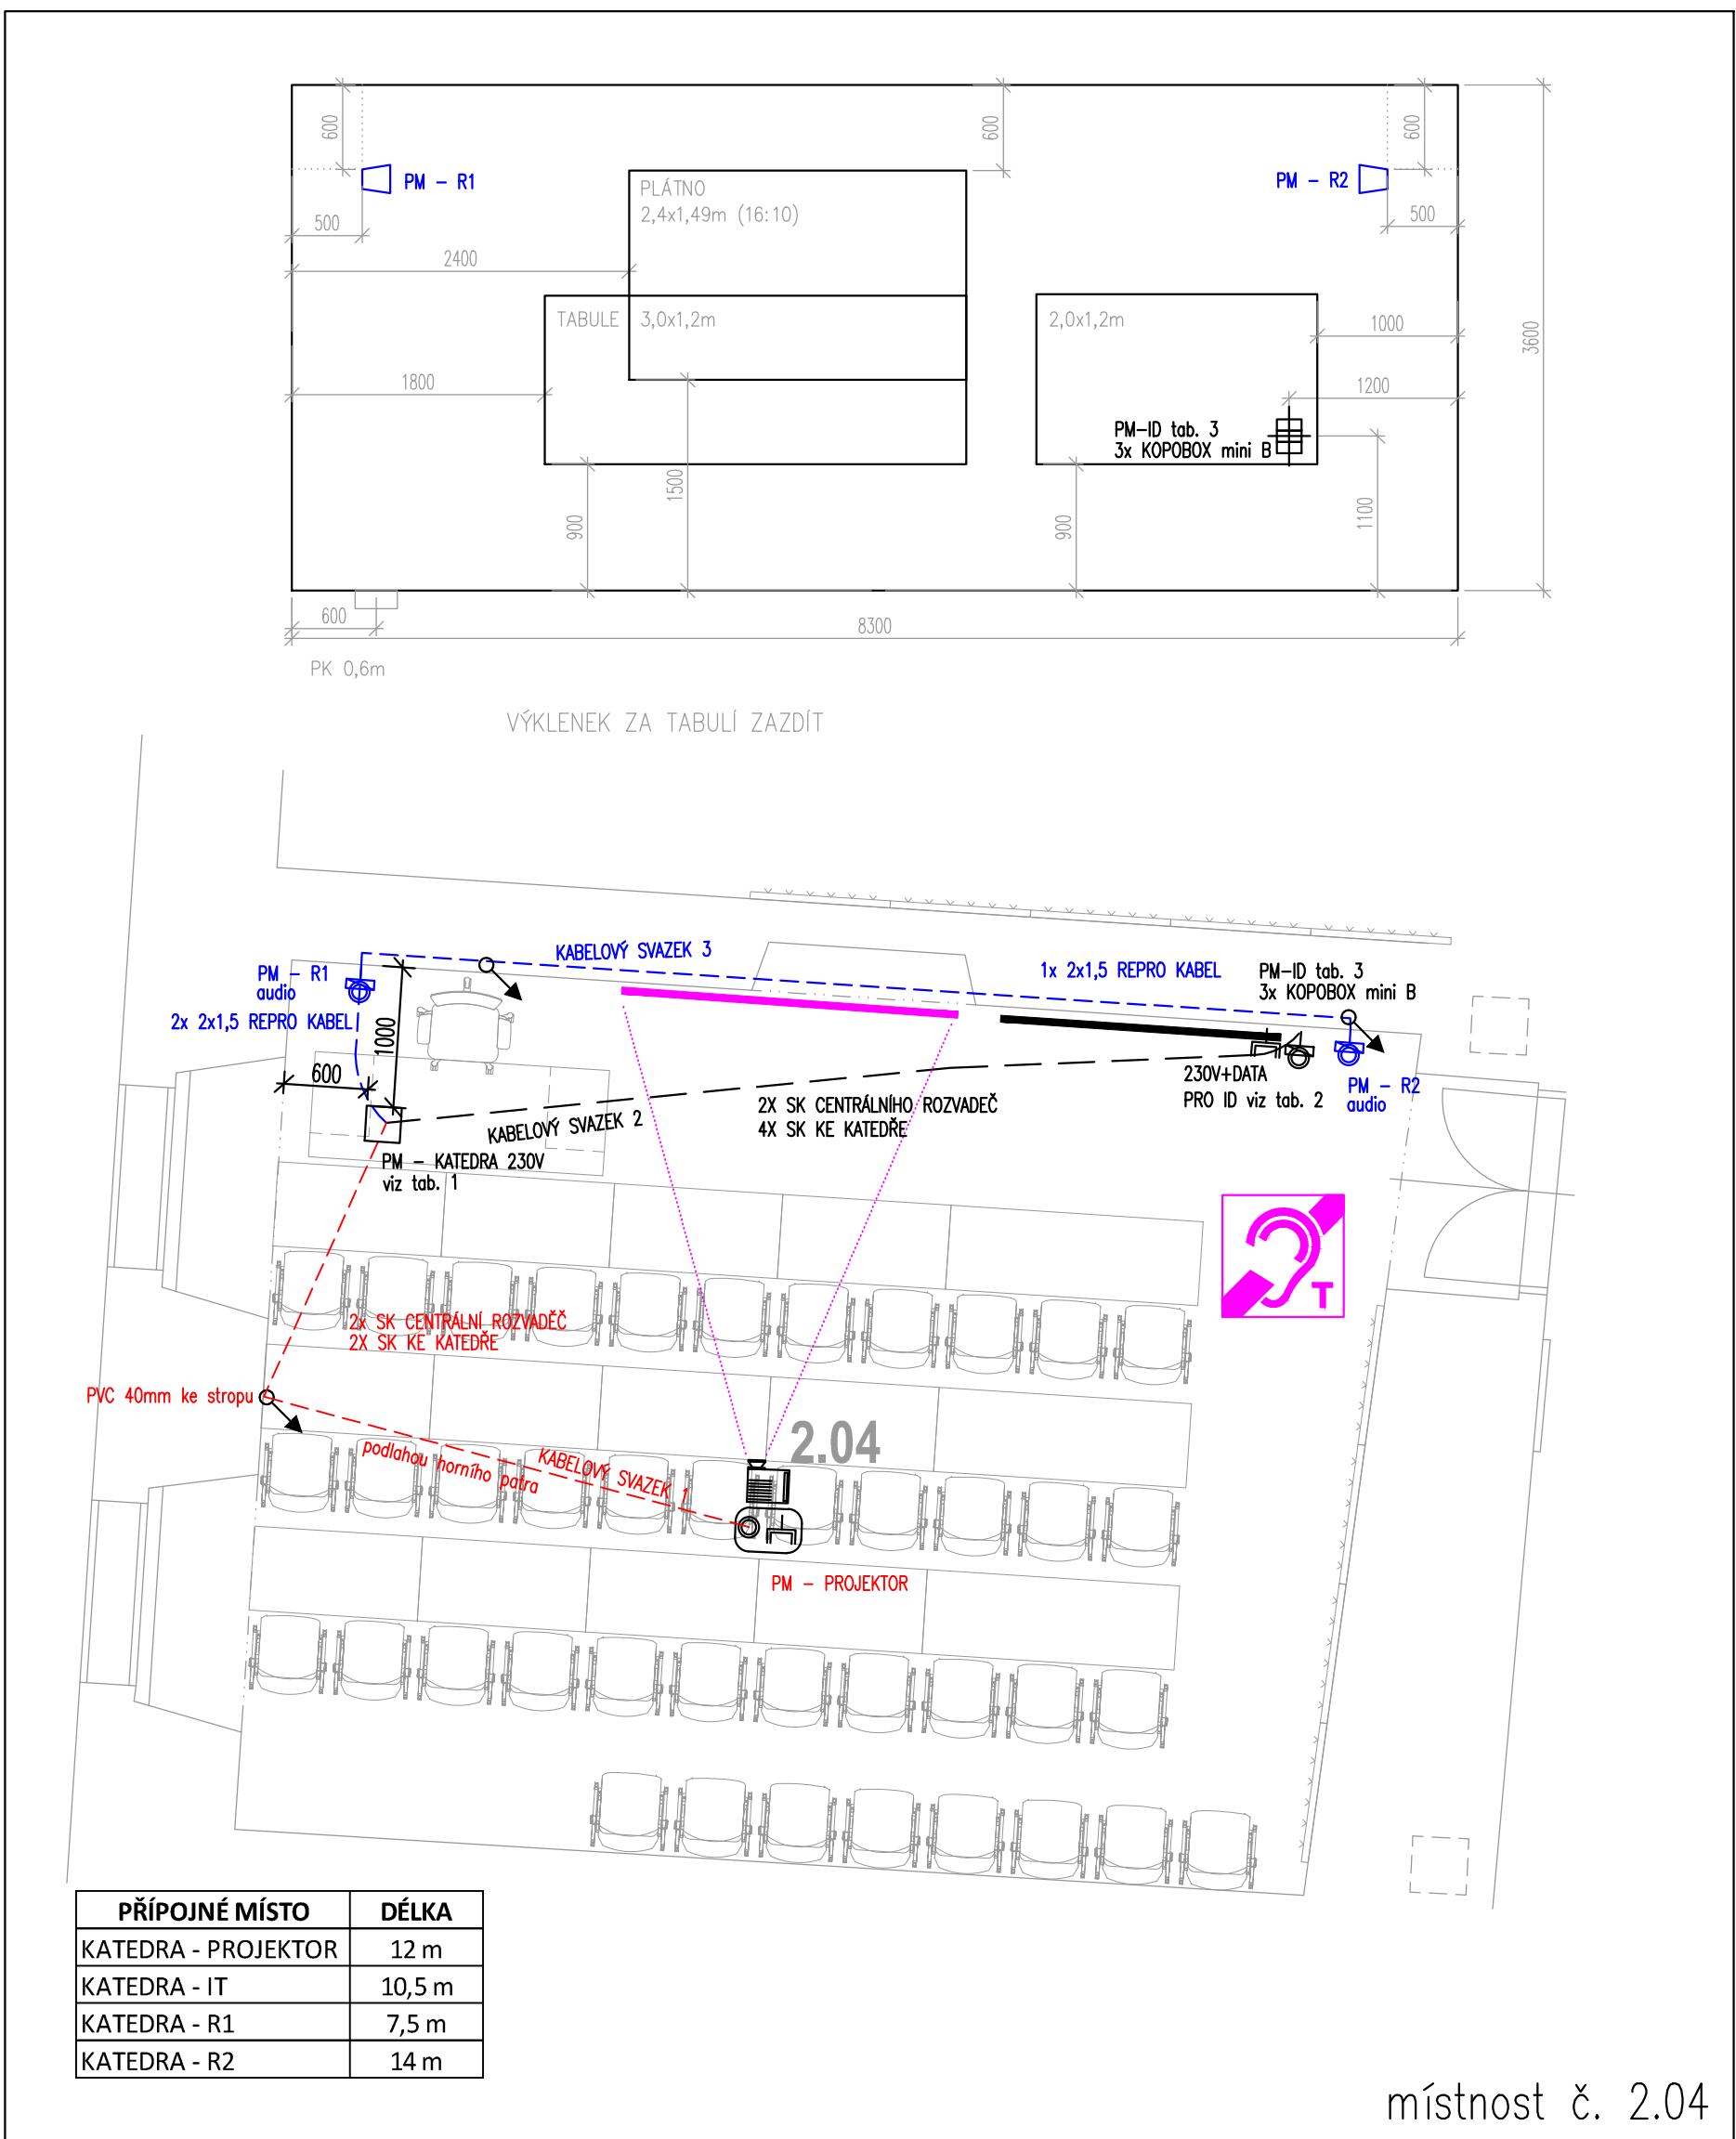 600
600
600
PM - R1
PM - R2
PLÁTNO
2,4x1,49m (16:10)
500
500
2400
TABULE
3,0x1,2m
2,0x1,2m
1000
3600
1800
1200
PM-ID tab. 3
3x KOPOBOX mini B
1500
900
900
1100
600
8300
PK 0,6m
VÝKLENEK ZA TABULÍ ZAZDÍT
KABELOVÝ SVAZEK 3
PM - R1
audio
1x 2x1,5 REPRO KABEL
PM-ID tab. 3
3x KOPOBOX mini B
2x 2x1,5 REPRO KABEL
1000
600
230V+DATA
PRO ID viz tab. 2
PM - R2
audio
2X SK CENTRÁLNÍHO ROZVADEČ
4X SK KE KATEDŘE
KABELOVÝ SVAZEK 2
PM - KATEDRA 230V
viz tab. 1
T
2x SK CENTRÁLNÍ ROZVADĚČ
2X SK KE KATEDŘE
PVC 40mm ke stropu
2.04
podlahou horního patra
KABELOVÝ SVAZEK 1
PM - PROJEKTOR
PŘÍPOJNÉ MÍSTO DÉLKA
KATEDRA - PROJEKTOR 12 m
KATEDRA - IT 10,5 m
KATEDRA - R1 7,5 m
KATEDRA - R2 14 m
místnost č. 2.04